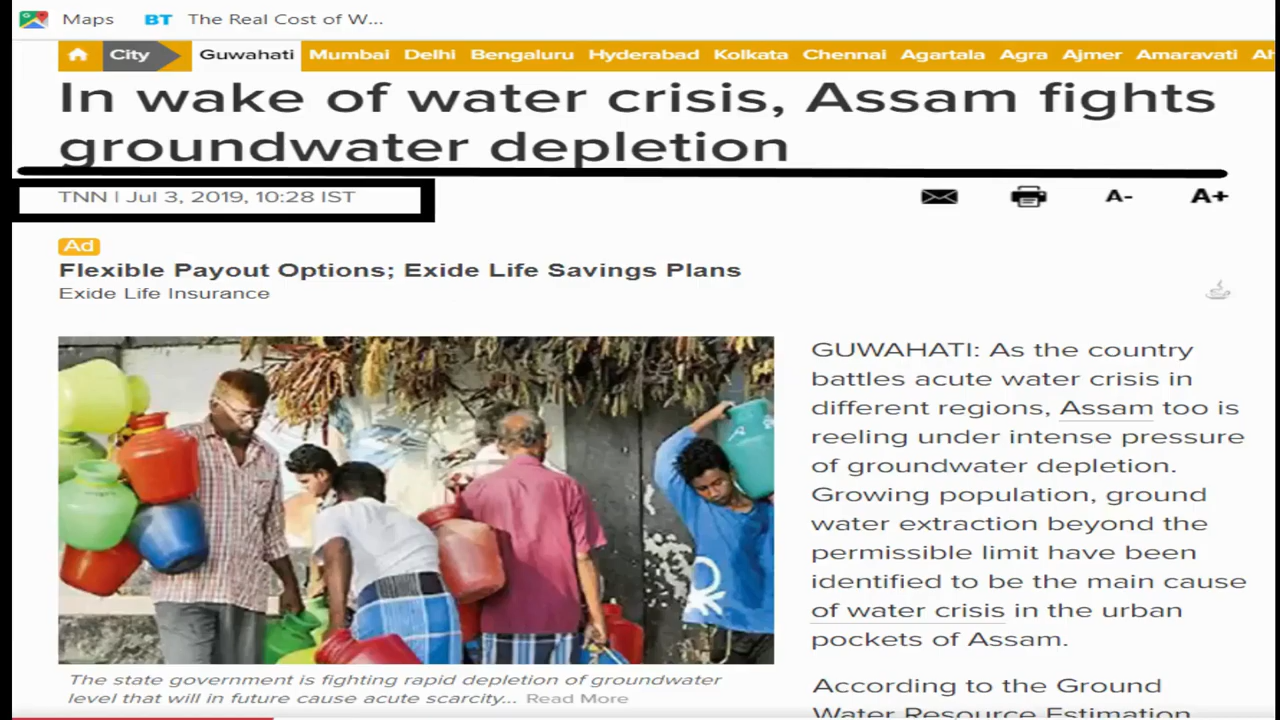 Maps BT The Real Cost of W...
City Guwahati Mumbai Delhi Bengaluru Hyderabad Kolkata Chennai Agartala Agra Ajmer Amaravati Ah
In wake of water crisis, Assam fights
groundwater depletion
TNN | Jul 3, 2019, 10:28 IST
A- A+
Ad
Flexible Payout Options; Exide Life Savings Plans
Exide Life Insurance
The state government is fighting rapid depletion of groundwater
level that will in future cause acute scarcity... Read More
GUWAHATI: As the country
battles acute water crisis in
different regions, Assam too is
reeling under intense pressure
of groundwater depletion.
Growing population, ground
water extraction beyond the
permissible limit have been
identified to be the main cause
of water crisis in the urban
pockets of Assam.
According to the Ground
Water Resource Estimation